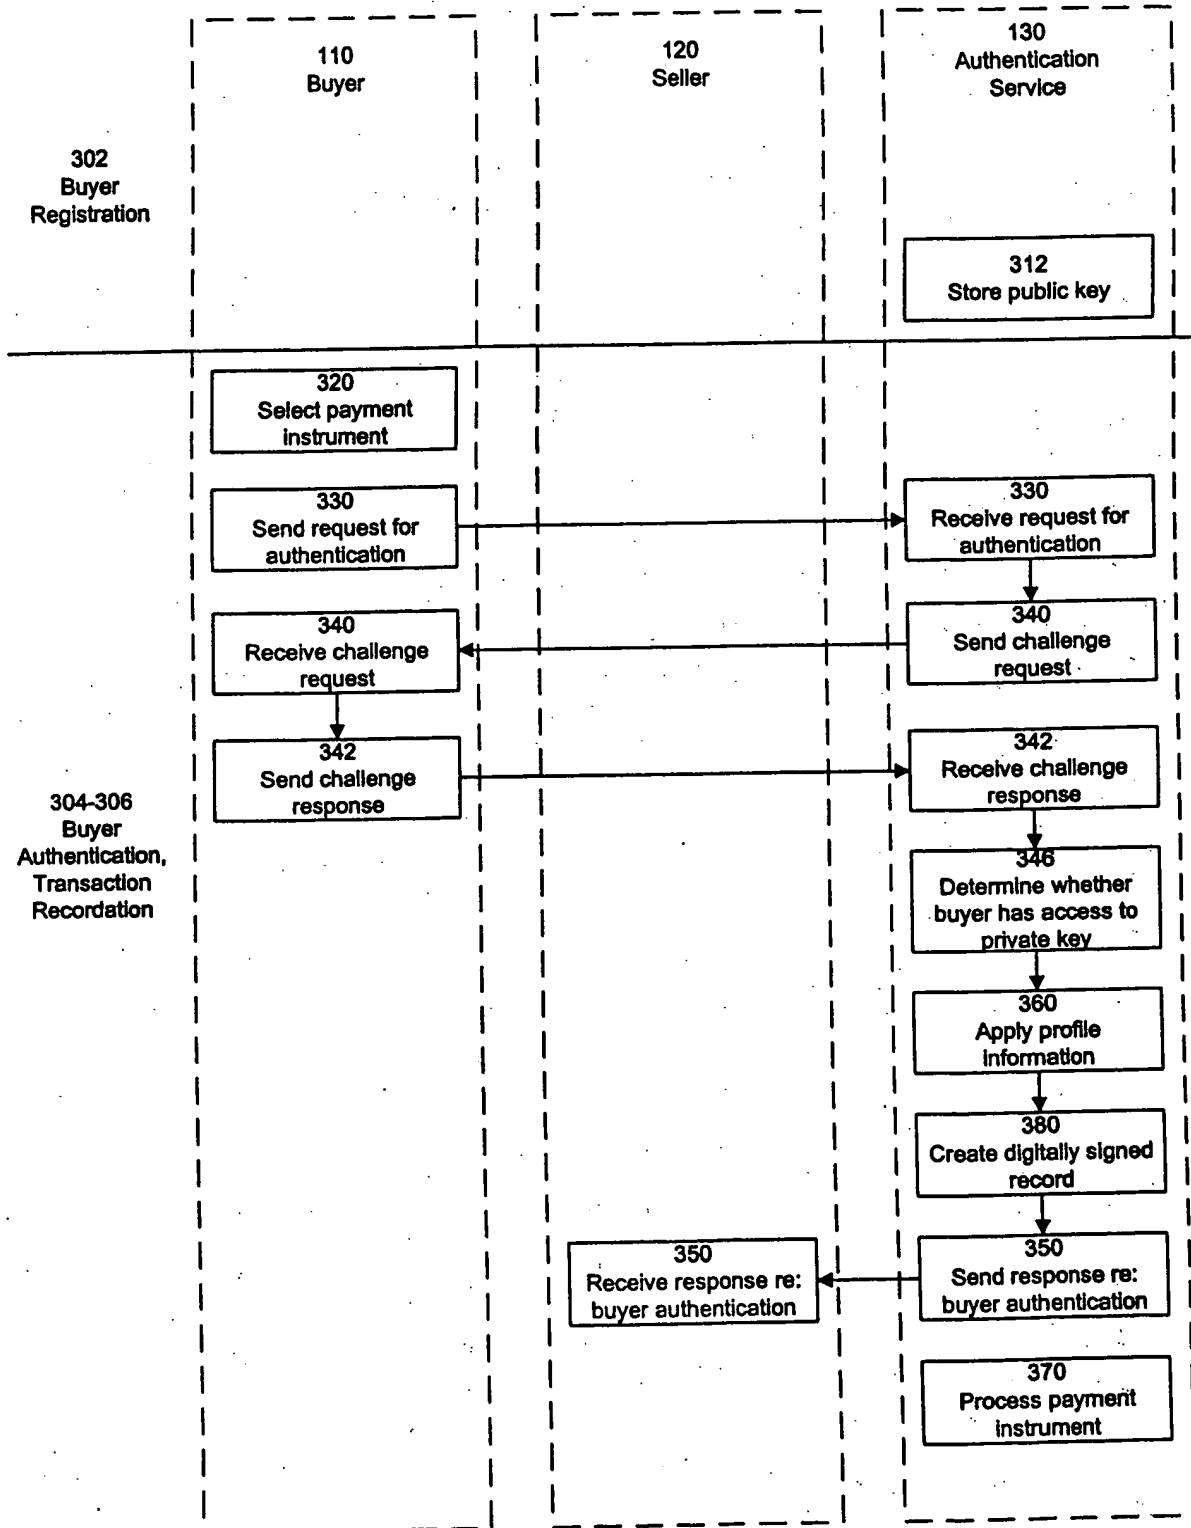 110
Buyer
120
Seller
130
Authentication
Service
302
Buyer
Registration
312
Store public key
320
Select payment
instrument
330
Send request for
authentication
330
Receive request for
authentication
340
Receive challenge
request
340
Send challenge
request
342
Send challenge
response
342
Receive challenge
response
304-306
Buyer
Authentication,
Transaction
Recordation
346
Determine whether
buyer has access to
private key
360
Apply profile
information
380
Create digitally signed
record
350
Receive response re:
buyer authentication
350
Send response re:
buyer authentication
370
Process payment
instrument